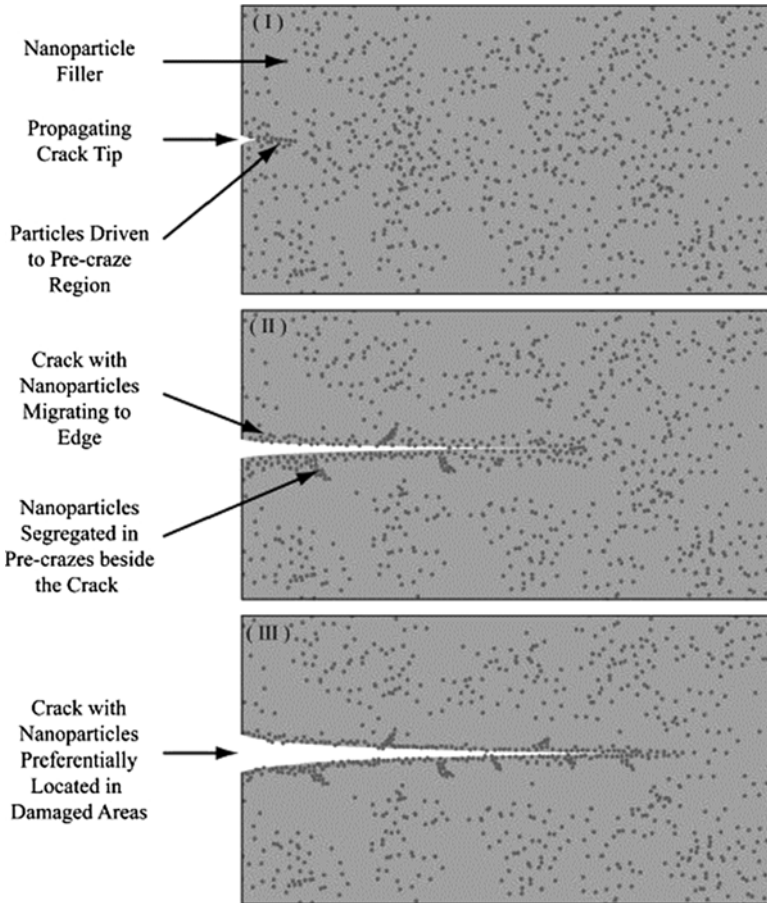 ( I )
Nanoparticle
Filler
Propagating
Crack Tip
Particles Driven
to Pre-craze
Region
( II )
Crack with
Nanoparticles
Migrating to
Edge
Nanoparticles
Segregated in
Pre-crazes beside
the Crack
( III )
Crack with
Nanoparticles
Preferentially
Located in
Damaged Areas